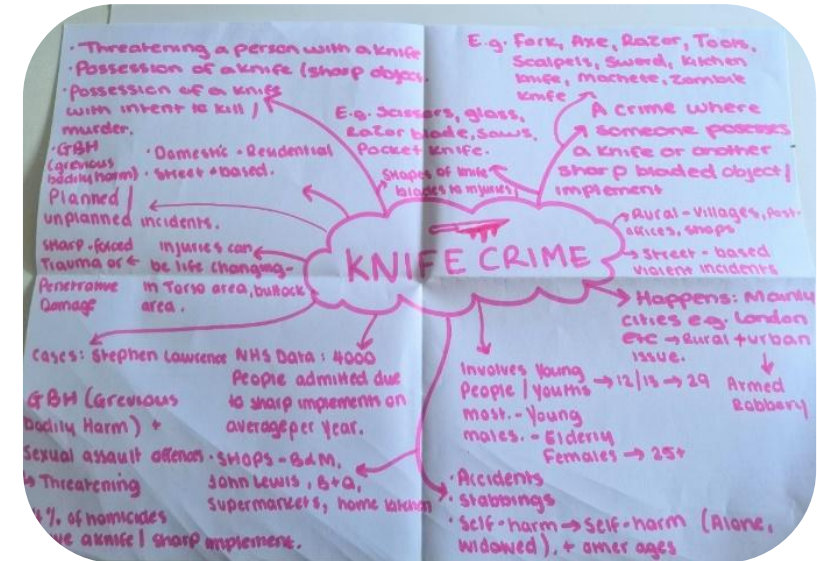 • Threatening a person with a knife
• Possession of a knife (sharp object.
• Possession of a knife
with intent to kill /
murder.
• GBH
(grevious
bodily harm)
• Domestic • Residential
• Street • based.
Planned /
unplanned incidents.
Sharp-forced
Trauma or
Penetrative
Damage
injuries can
be life changing-
in Torso area, buttock
area.
E.g. Scissors, glass,
Razor blade, Saws,
Pocket knife.
Shapes of knife
blades to injuries
E.g. Fork, Axe, Razor, Tools,
Scalpels, Sword, Kitchen
knife, Machete, Zombie
knife
A crime where
someone posesses
a knife or another
sharp bladed object /
implement
KNIFE CRIME
Rural - Villages, Post-
offices, shops
Street - based
violent incidents
Happens: Mainly
cities e.g. London
etc → Rural + urban
issue.
Armed
Robbery
Cases: Stephen Lawrence
GBH (Grevious
Bodily Harm) +
Sexual assault offences
Threatening
% of homicides
a knife / sharp implement.
NHS Data: 4000
People admitted due
to sharp implements on
average per year.
• SHOPS - B&M,
John Lewis, B+Q,
Supermarkets, home kitchen
Involves Young
People / Youths → 12/13 → 29
most. - Young
males. - Elderly
Females → 25+
• Accidents
• Stabbings
• Self-harm → Self-harm (Alone,
widowed), + other ages